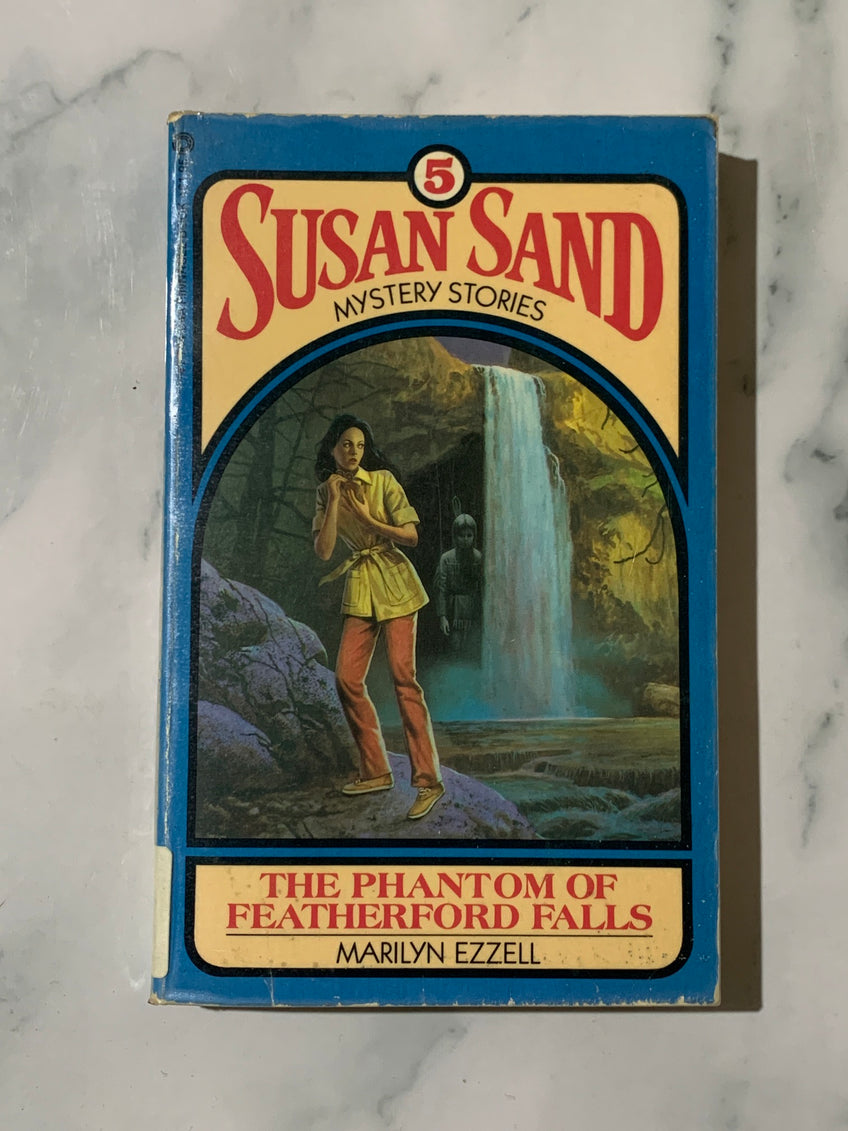 5
SUSAN SAND
MYSTERY STORIES
THE PHANTOM OF
FEATHERFORD FALLS
MARILYN EZZELL